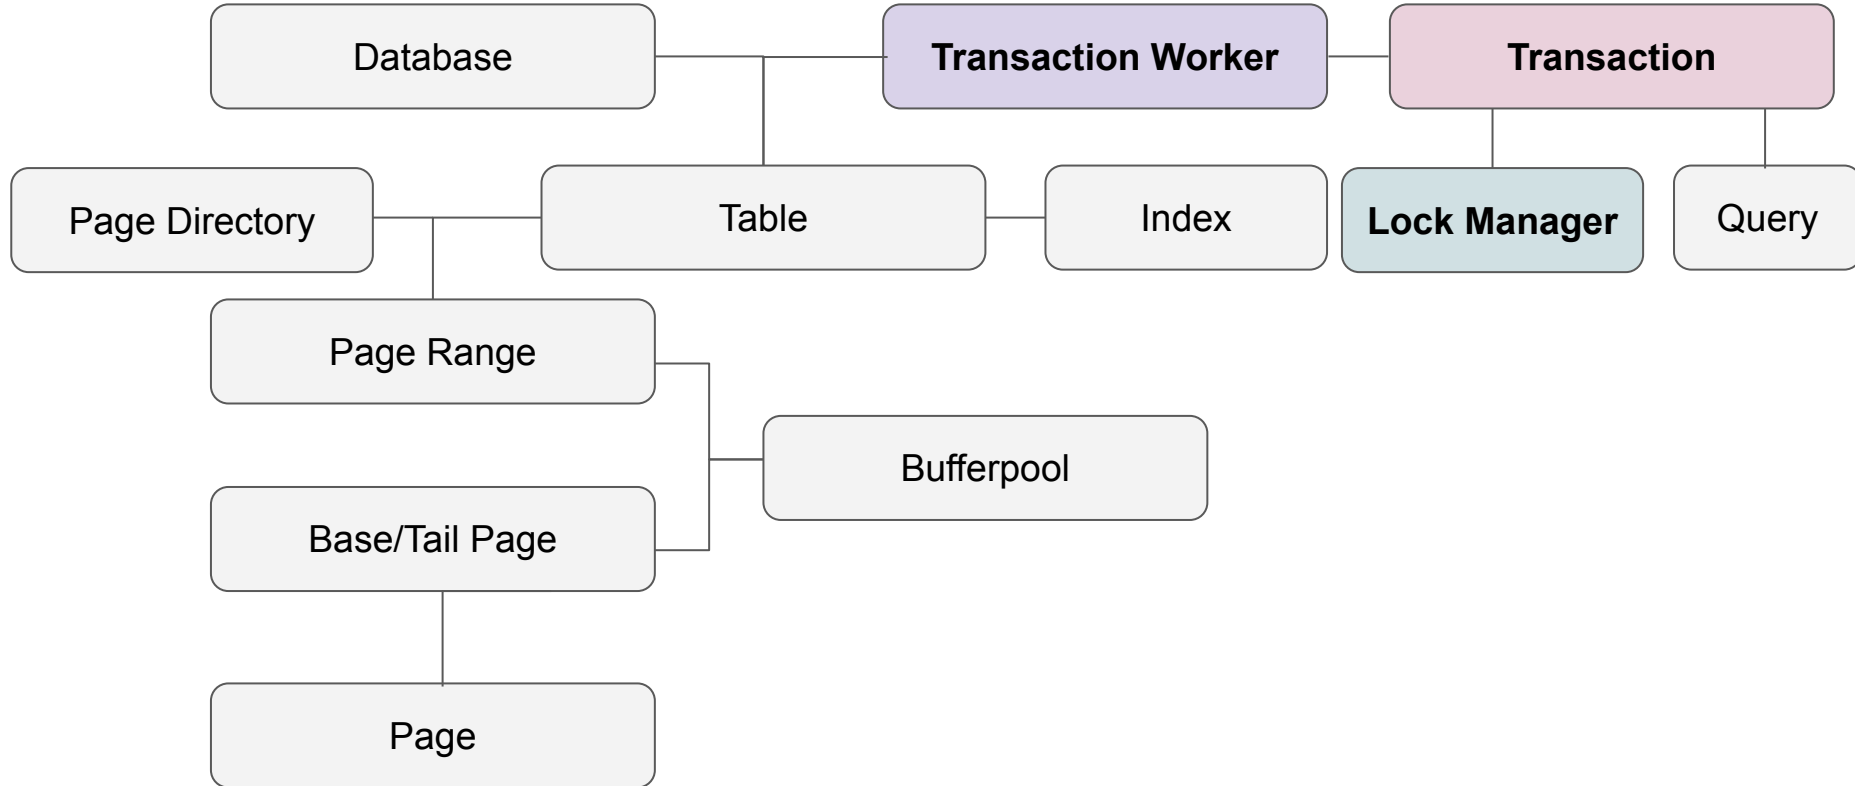 Database
Transaction Worker
Transaction
Page Directory
Table
Index
Lock Manager
Query
Page Range
Bufferpool
Base/Tail Page
Page